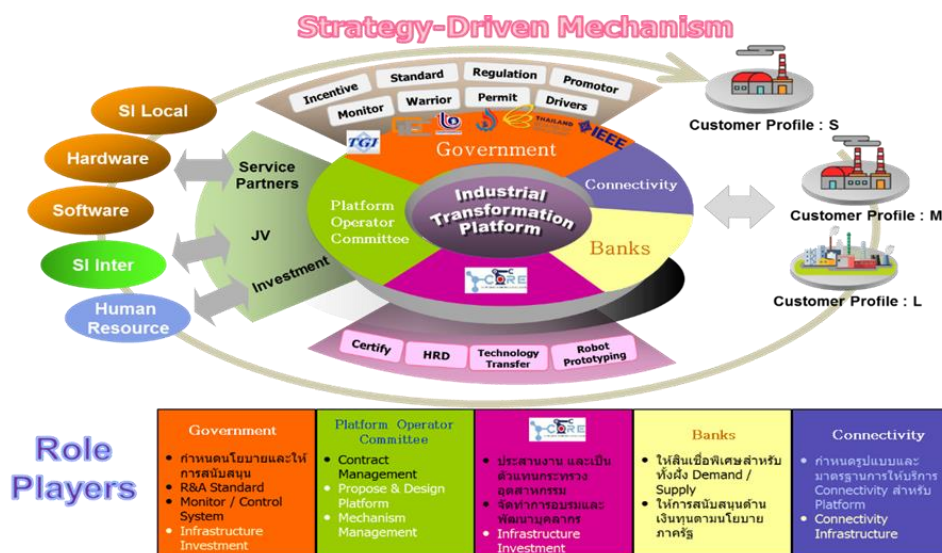 Strategy-Driven Mechanism
Incentive
Standard
Regulation
Promotor
Monitor
Warrior
Permit
Drivers
TGI
THAILAND
IEEE
SI Local
Hardware
Software
SI Inter
Human
Resource
Service
Partners
JV
Investment
Government
Platform
Operator
Committee
Industrial
Transformation
Platform
Connectivity
Banks
CORE
Certify
HRD
Technology
Transfer
Robot
Prototyping
Customer Profile : S
Customer Profile : M
Customer Profile : L
Role
Players
Government
• กำหนดนโยบายและให้
การสนับสนุน
• R&A Standard
• Monitor / Control
System
• Infrastructure
Investment
Platform Operator
Committee
• Contract
Management
• Propose & Design
Platform
• Mechanism
Management
CORE
• ประสานงาน และเป็น
ตัวแทนกระทรวง
อุตสาหกรรม
• จัดทำการอบรมและ
พัฒนาบุคลากร
• Infrastructure
Investment
Banks
• ให้สินเชื่อพิเศษสำหรับ
ทั้งฝั่ง Demand /
Supply
• ให้การสนับสนุนด้าน
เงินทุนตามนโยบาย
ภาครัฐ
Connectivity
• กำหนดรูปแบบและ
มาตรฐานการให้บริการ
Connectivity สำหรับ
Platform
• Connectivity
Infrastructure